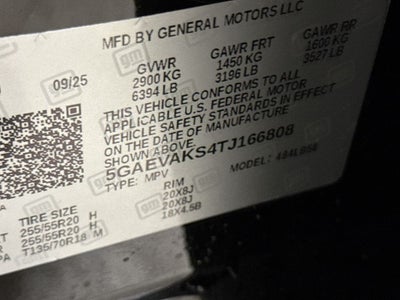 MFD BY GENERAL MOTORS LLC
09/25
GVWR GAWR FRT GAWR RR
2900 KG 1450 KG 1600 KG
6394 LB 3196 LB 3527 LB
THIS VEHICLE CONFORMS TO ALL
APPLICABLE U.S. FEDERAL MOTOR
VEHICLE SAFETY STANDARDS IN EFFECT
ON THE DATE OF MANUFACTURE
SHOWN ABOVE
5GAEVAKS4TJ166808
TYPE: MPV MODEL:
TIRE SIZE RIM
255/55R20 H 20X8J
255/55R20 H 20X8J
T135/70R18 M 18X4.5B
gm